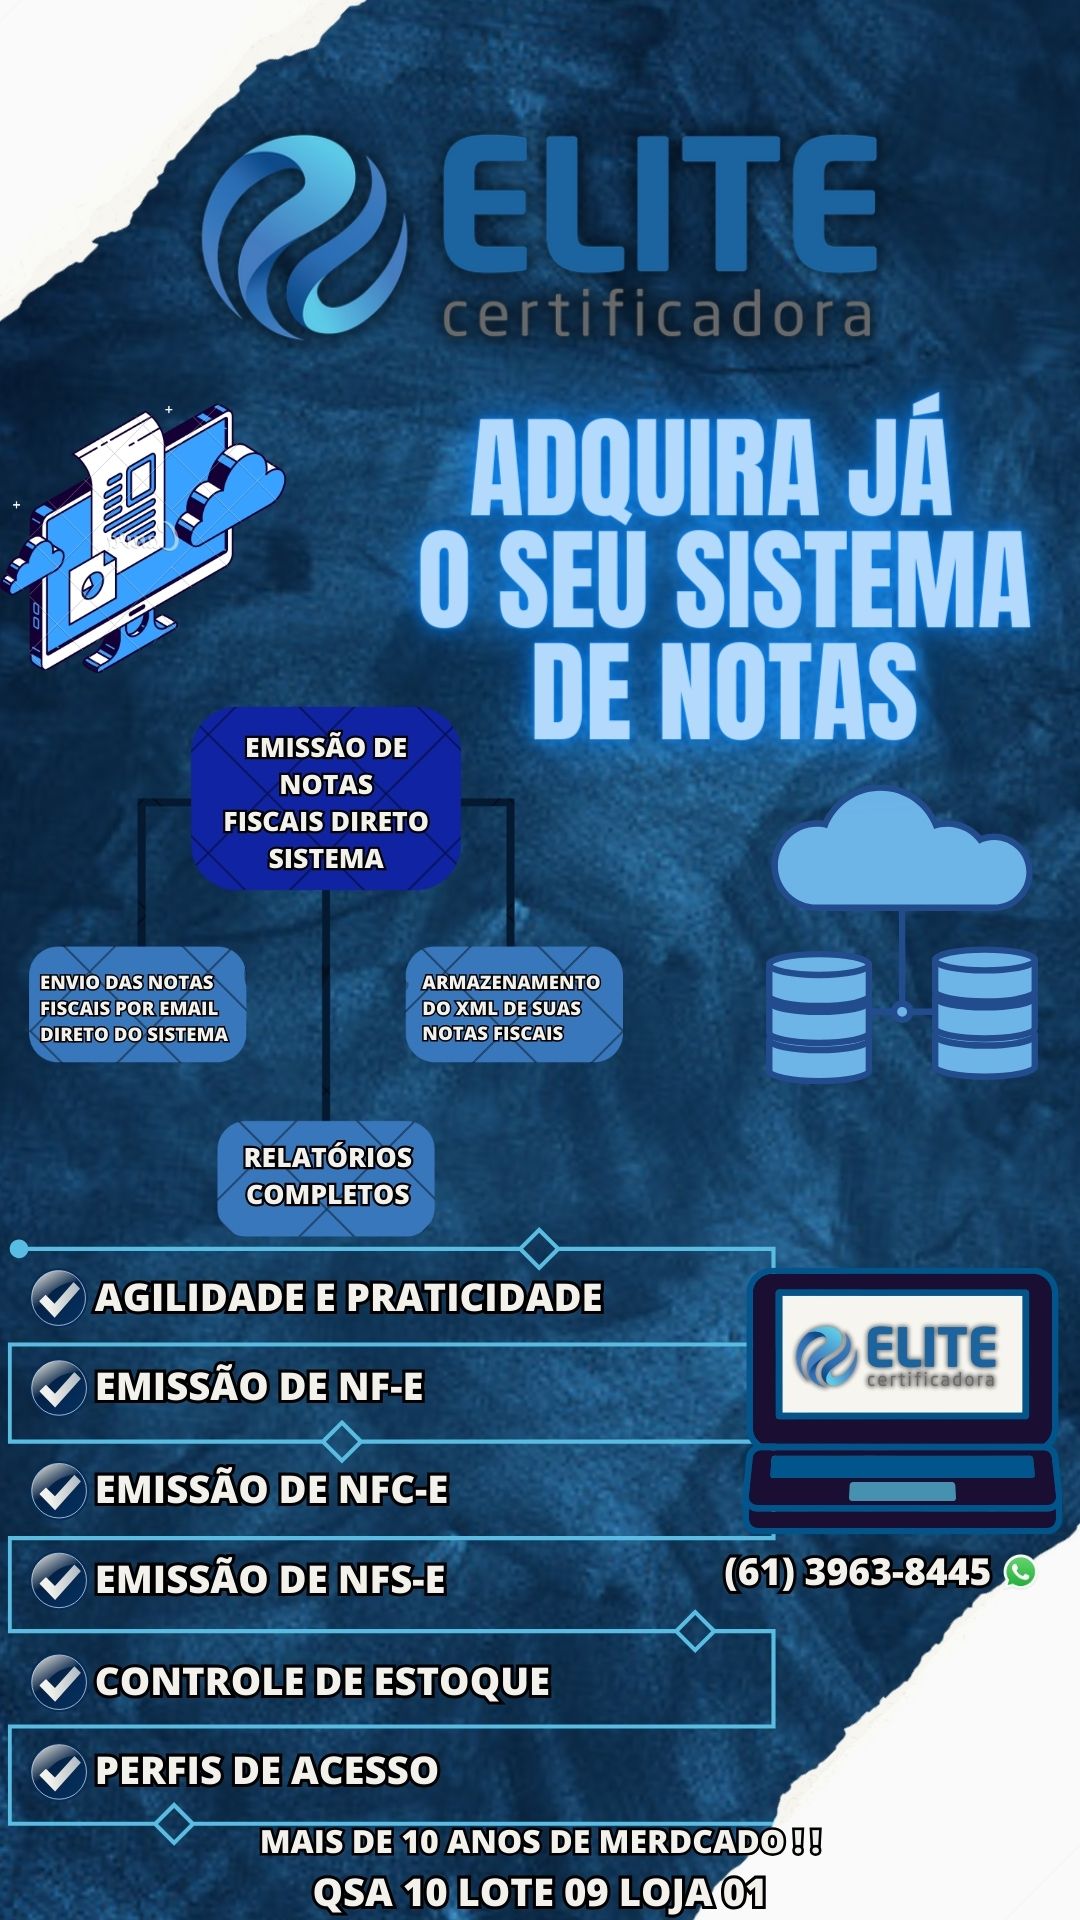 ELITE
certificadora
ADQUIRA JÁ
O SEU SISTEMA
DE NOTAS
EMISSÃO DE
NOTAS
FISCAIS DIRETO
SISTEMA
ENVIO DAS NOTAS
FISCAIS POR EMAIL
DIRETO DO SISTEMA
ARMAZENAMENTO
DO XML DE SUAS
NOTAS FISCAIS
RELATÓRIOS
COMPLETOS
AGILIDADE E PRATICIDADE
EMISSÃO DE NF-E
EMISSÃO DE NFC-E
EMISSÃO DE NFS-E
CONTROLE DE ESTOQUE
PERFIS DE ACESSO
ELITE
certificadora
(61) 3963-8445
MAIS DE 10 ANOS DE MERDCADO!!
QSA 10 LOTE 09 LOJA 01